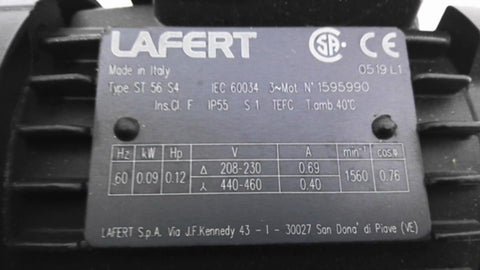 LAFERT SA CE
Made in Italy 0519 L1
Type ST 56 S4 IEC 60034 3~Mot. N° 1595990
Ins.Cl. F IP55 S1 TEFC T.amb.40°C
Hz kW Hp V A min⁻¹ cosφ
60 0.09 0.12 Δ 208-230 0.69 1560 0.76
⅄ 440-460 0.40
LAFERT S.p.A. Via J.F.Kennedy 43 - I - 30027 San Dona' di Piave (VE)